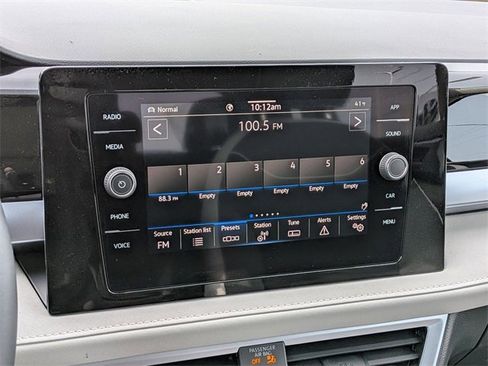 RADIO
MEDIA
PHONE
VOICE
Normal
10:12am
41°F
100.5 FM
1 2 3 4 5 6
88.3 FM Empty Empty Empty Empty Empty
Source Station list Presets Station Tune Alerts Settings
FM
APP
SOUND
CAR
MENU
PASSENGER
AIR BAG
OFF